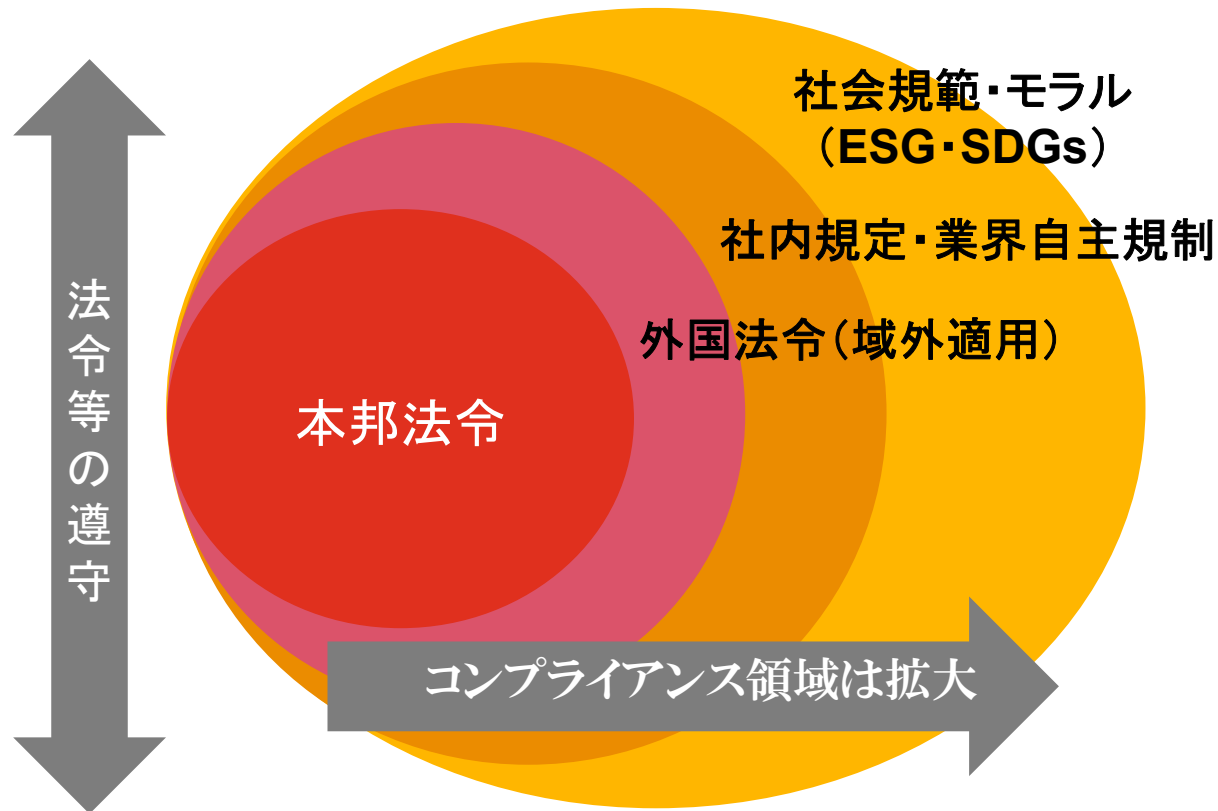 社会規範・モラル
（ESG・SDGs）
社内規定・業界自主規制
外国法令（域外適用）
本邦法令
法令等の遵守
コンプライアンス領域は拡大